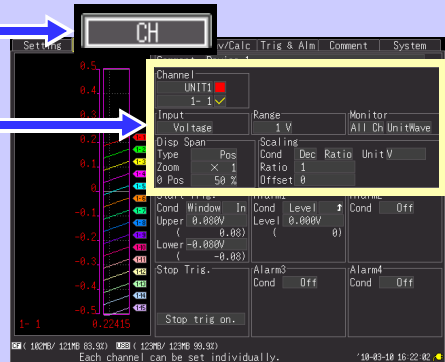 CH
Setting
v/Calc
Trig & Alm
Comment
System
Channel
UNIT1
1- 1
Input
Voltage
Range
1 V
Monitor
All Ch UnitWave
Disp Span
Type Pos
Zoom × 1
0 Pos 50 %
Scaling
Cond Dec Ratio Unit V
Ratio 1
Offset 0
Start Trig.
Cond Window In
Upper 0.080V
( 0.08)
Lower -0.080V
( -0.08)
Alarm1
Cond Level
Level 0.000V
( 0)
Alarm2
Cond Off
Stop Trig.
Stop trig on.
Alarm3
Cond Off
Alarm4
Cond Off
0.5
0.4
0.3
0.2
0.1
0
-0.1
-0.2
-0.3
-0.4
-0.5
1- 1 0.22415
CF ( 102MB/ 121MB 83.9%) USB ( 123MB/ 123MB 99.9%)
Each channel can be set individually. '10-03-10 16:22:02